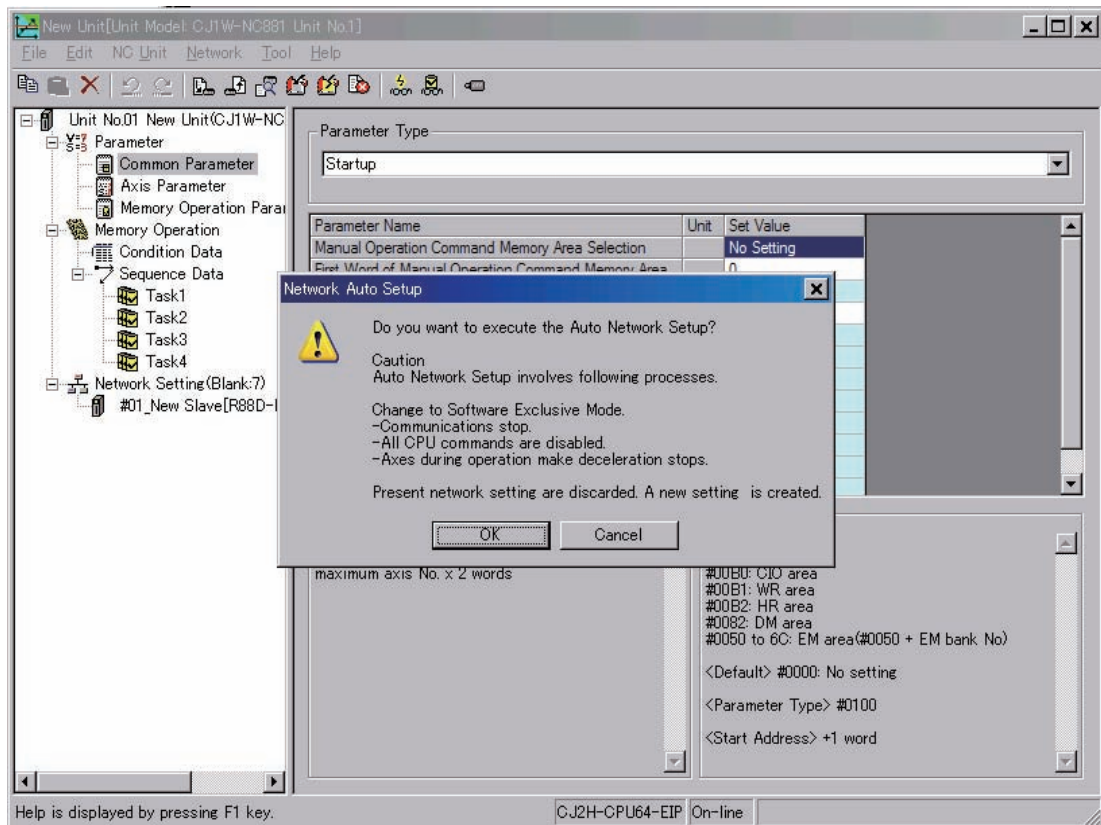 New Unit[Unit Model: CJ1W-NC881 Unit No.1]
File Edit NC Unit Network Tool Help
Unit No.01 New Unit(CJ1W-NC
Parameter
Common Parameter
Axis Parameter
Memory Operation Para
Memory Operation
Condition Data
Sequence Data
Task1
Task2
Task3
Task4
Network Setting(Blank:7)
#01_New Slave[R88D-
Parameter Type
Startup
Parameter Name Unit Set Value
Manual Operation Command Memory Area Selection No Setting
First Word of Manual Operation Command Memory Area 0
Network Auto Setup
Do you want to execute the Auto Network Setup?
Caution
Auto Network Setup involves following processes.
Change to Software Exclusive Mode.
-Communications stop.
-All CPU commands are disabled.
-Axes during operation make deceleration stops.
Present network setting are discarded. A new setting is created.
OK Cancel
maximum axis No. x 2 words
#00B0: CIO area
#00B1: WR area
#00B2: HR area
#0082: DM area
#0050 to 6C: EM area(#0050 + EM bank No)
<Default> #0000: No setting
<Parameter Type> #0100
<Start Address> +1 word
Help is displayed by pressing F1 key.
CJ2H-CPU64-EIP On-line